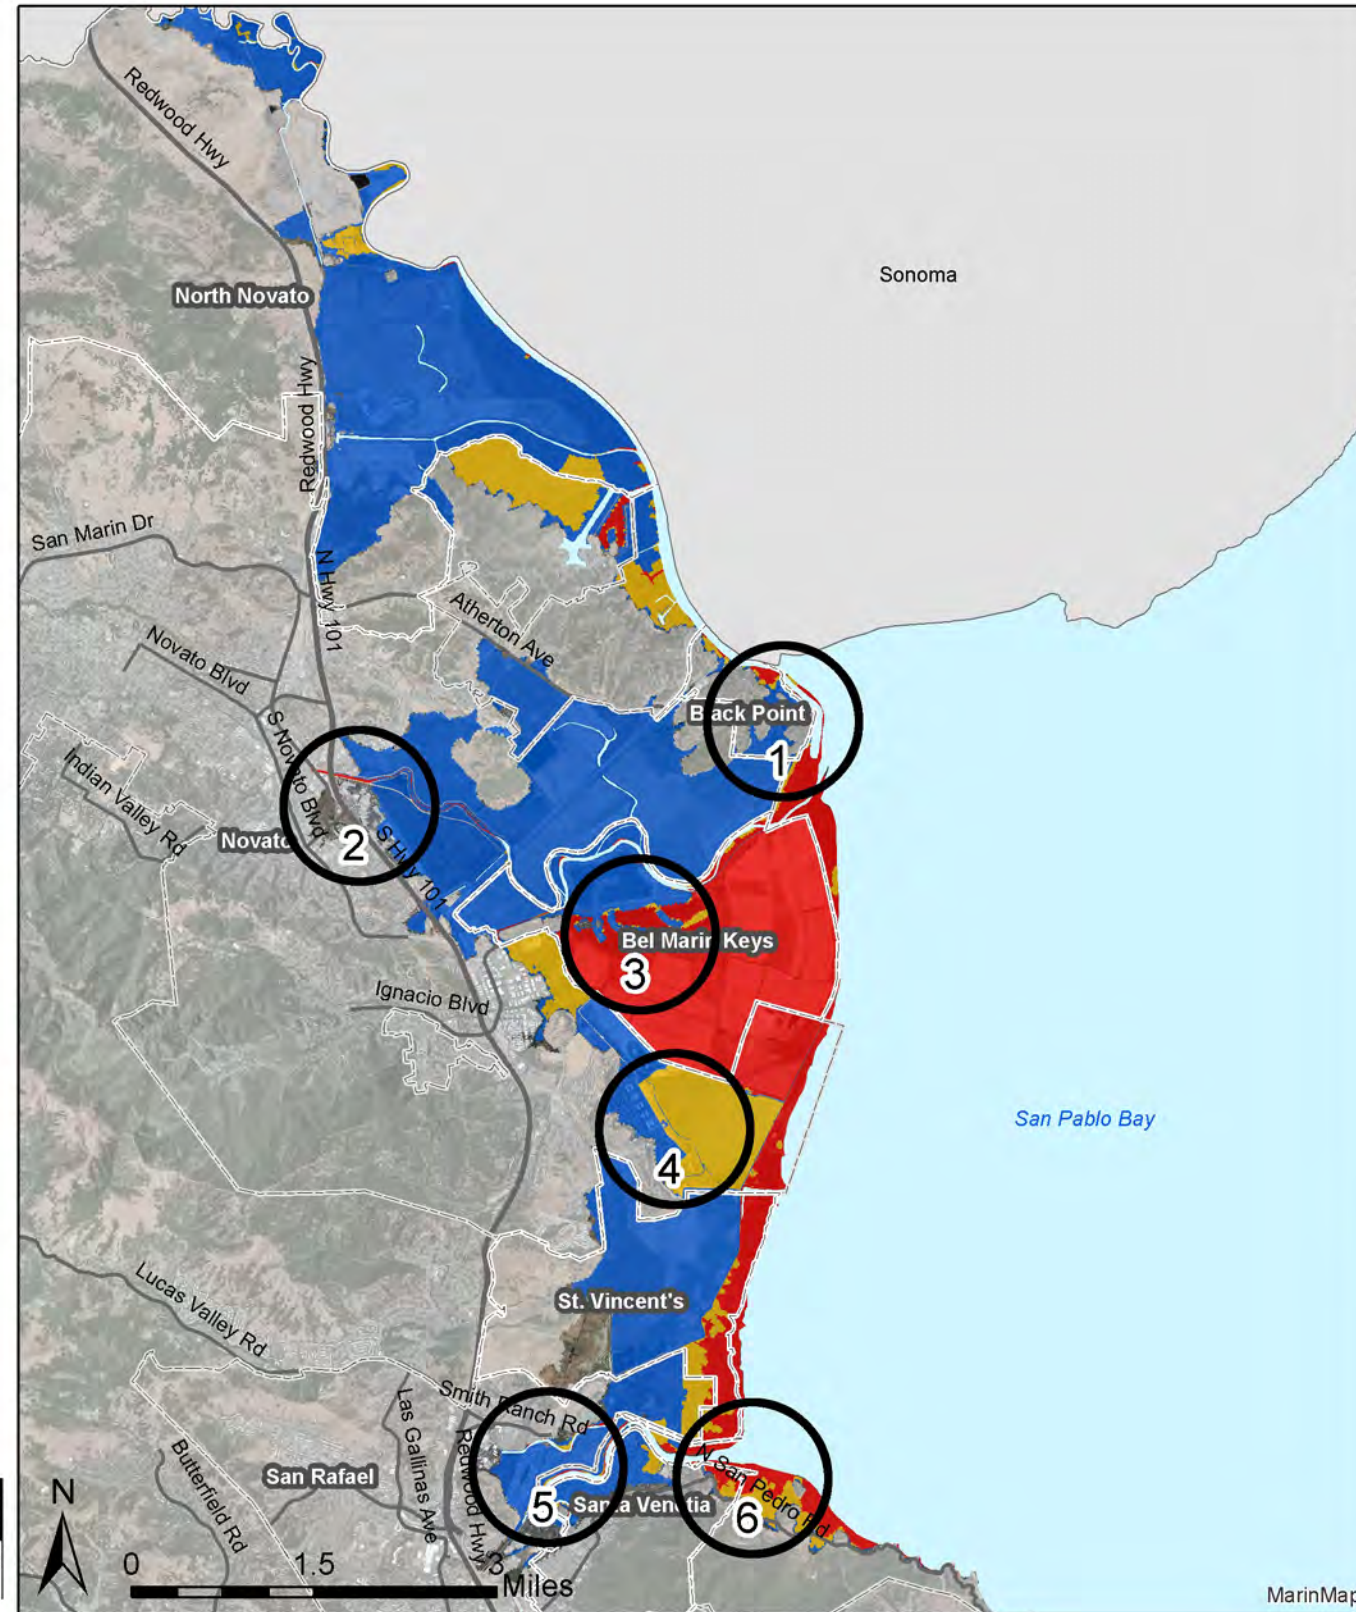 Redwood Hwy
Sonoma
North Novato
Redwood Hwy
San Marin Dr
N Hwy 101
Atherton Ave
Novato Blvd
S Novato Blvd
Black Point
1
Indian Valley Rd
Novato
2
S Hwy 101
Bel Marin Keys
3
Ignacio Blvd
San Pablo Bay
4
St. Vincent's
Lucas Valley Rd
Smith Ranch Rd
Las Gallinas Ave
Redwood Hwy
Butterfield Rd
San Rafael
5
Santa Venetia
N San Pedro Rd
6
N
0 1.5 3
Miles
MarinMap